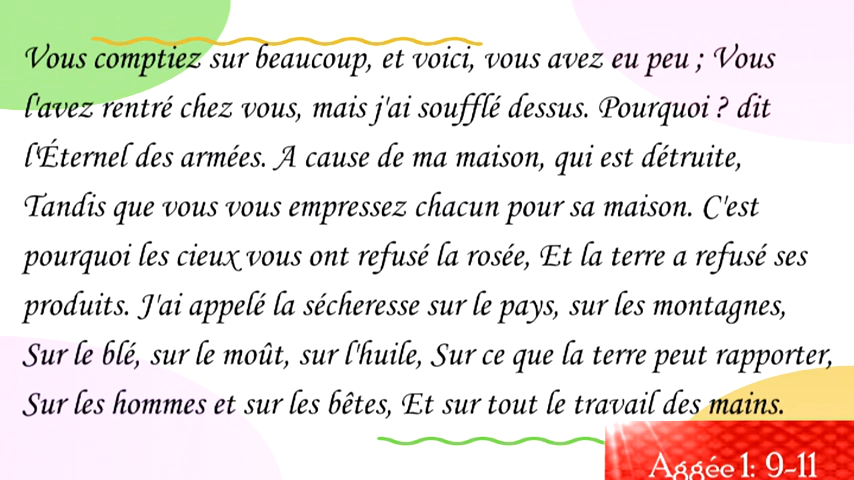 Vous comptiez sur beaucoup, et voici, vous avez eu peu ; Vous
l'avez rentré chez vous, mais j'ai soufflé dessus. Pourquoi ? dit
l'Éternel des armées. A cause de ma maison, qui est détruite,
Tandis que vous vous empressez chacun pour sa maison. C'est
pourquoi les cieux vous ont refusé la rosée, Et la terre a refusé ses
produits. J'ai appelé la sécheresse sur le pays, sur les montagnes,
Sur le blé, sur le moût, sur l'huile, Sur ce que la terre peut rapporter,
Sur les hommes et sur les bêtes, Et sur tout le travail des mains.
Aggée 1: 9-11